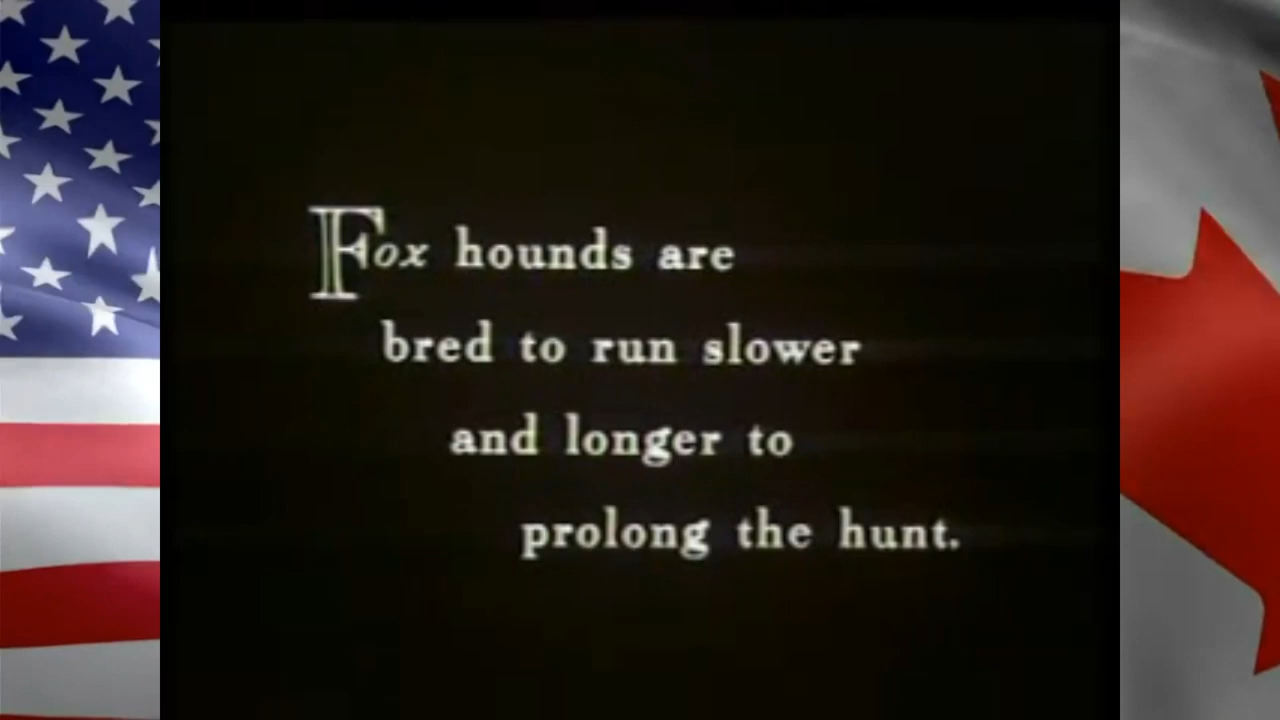 Fox hounds are
bred to run slower
and longer to
prolong the hunt.